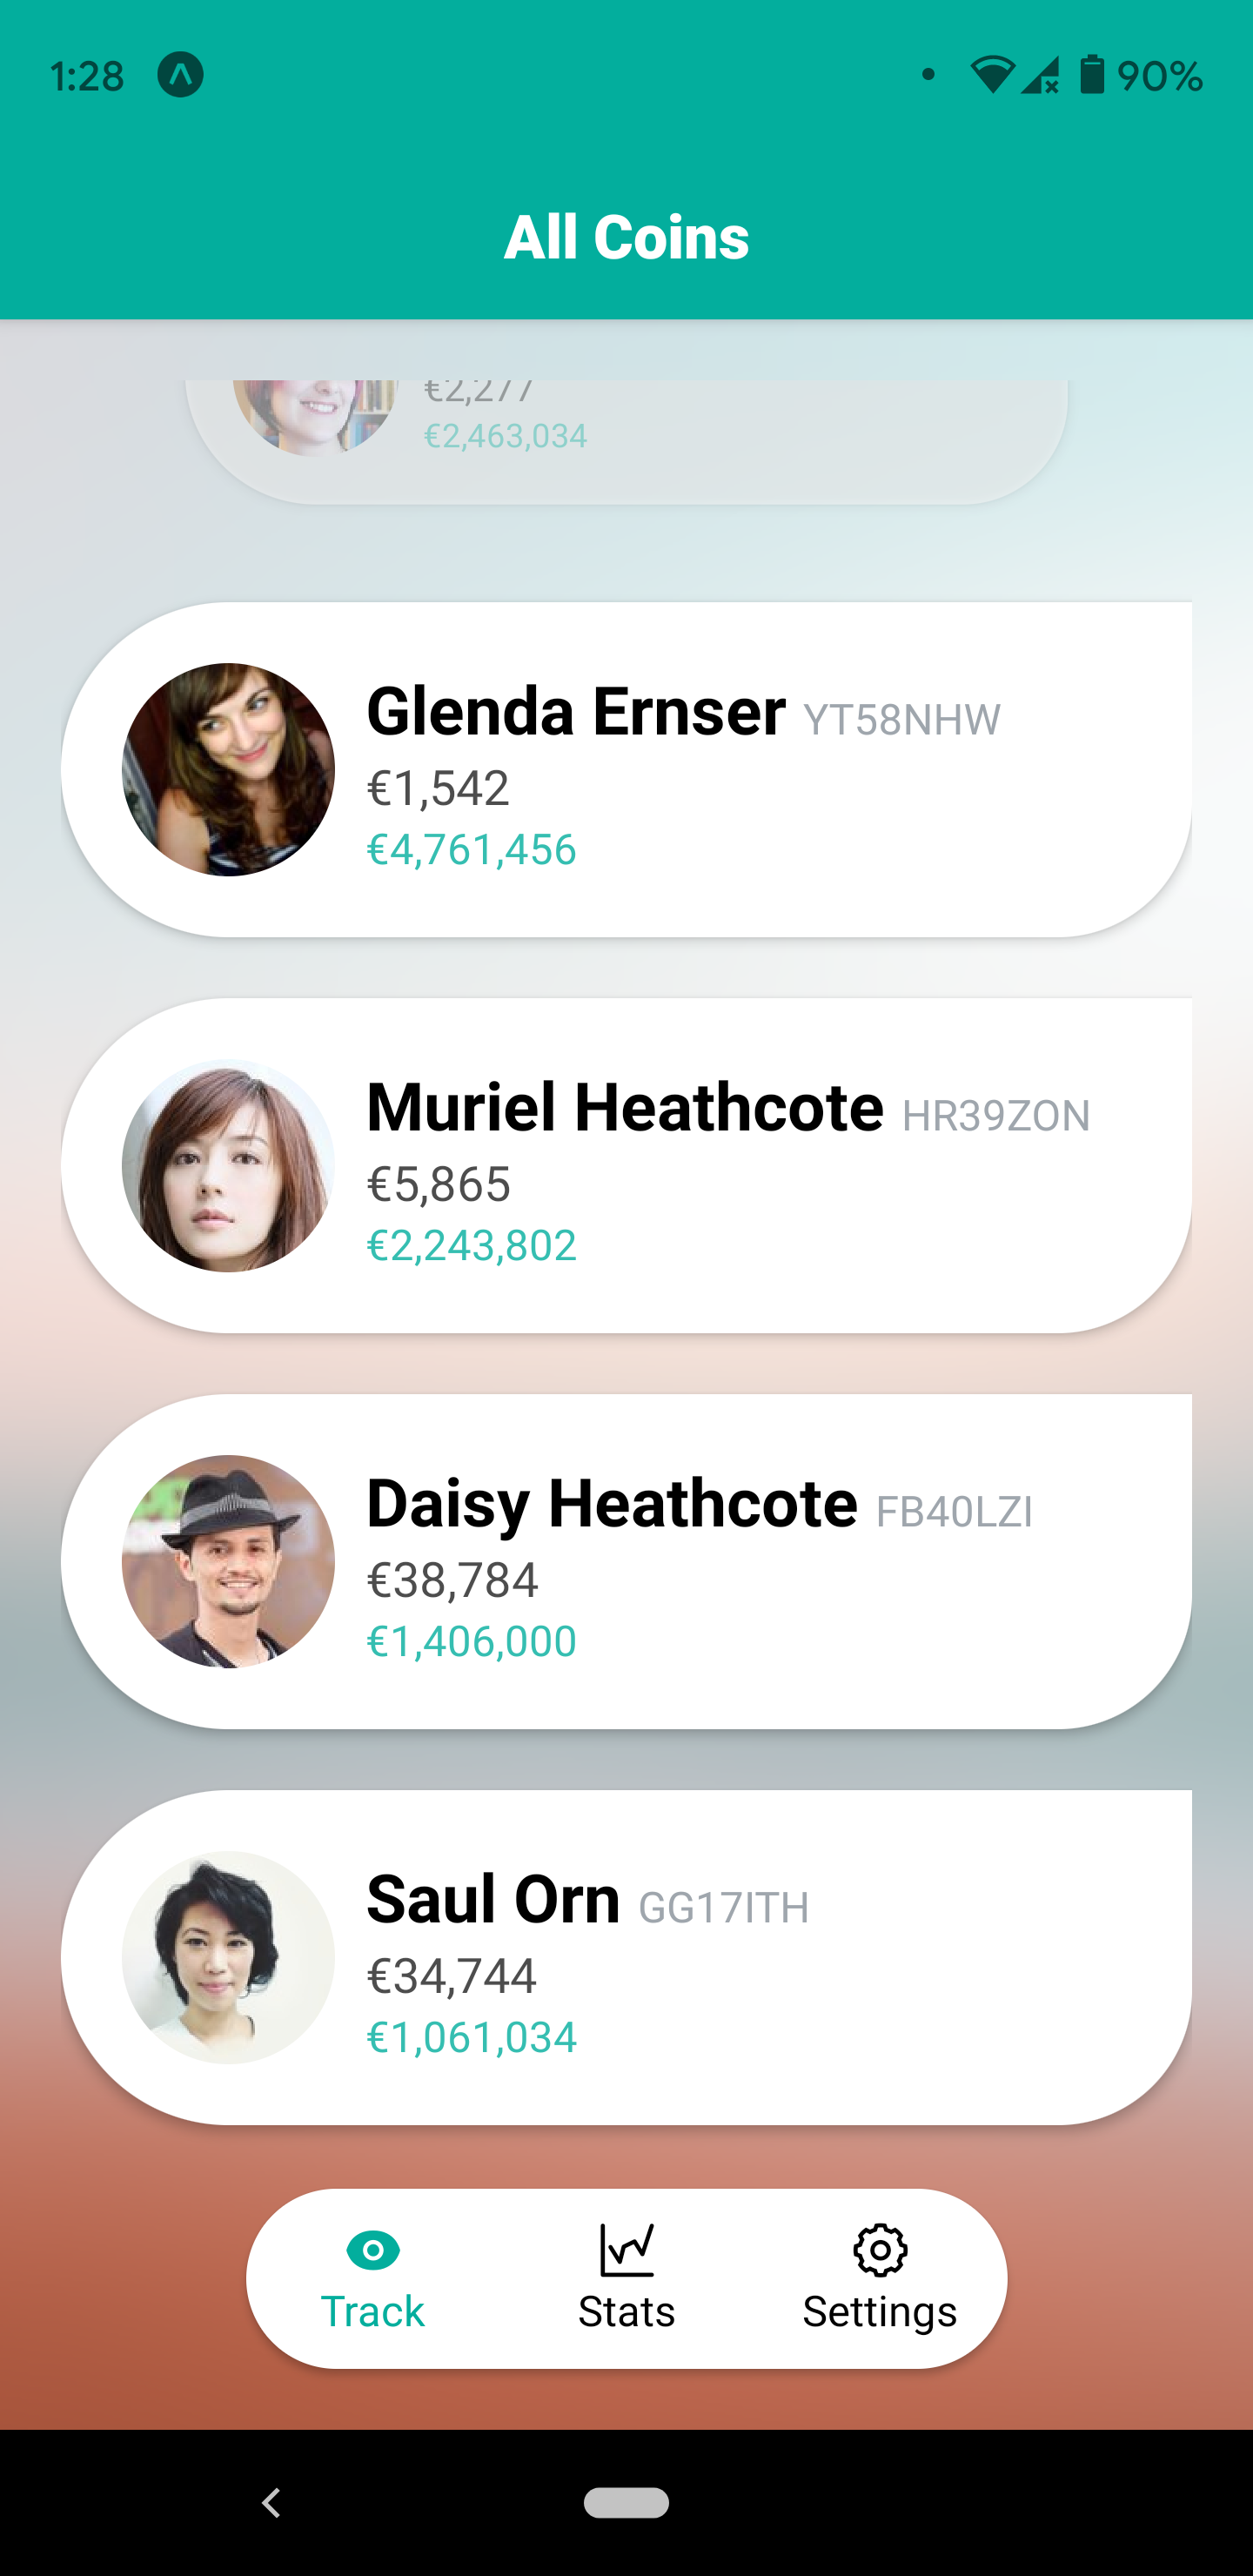 1:28
90%
All Coins
€2,277
€2,463,034
Glenda Ernser YT58NHW
€1,542
€4,761,456
Muriel Heathcote HR39ZON
€5,865
€2,243,802
Daisy Heathcote FB40LZI
€38,784
€1,406,000
Saul Orn GG17ITH
€34,744
€1,061,034
Track
Stats
Settings